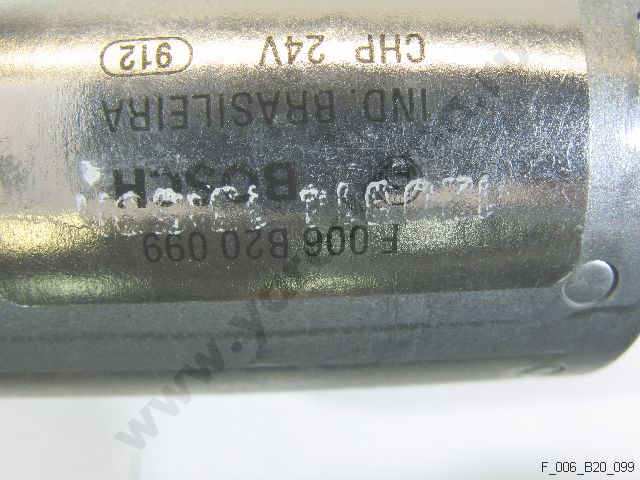 F 006 B20 099
BOSCH
IND. BRASILEIRA
CHP 24V 912
F_006_B20_099